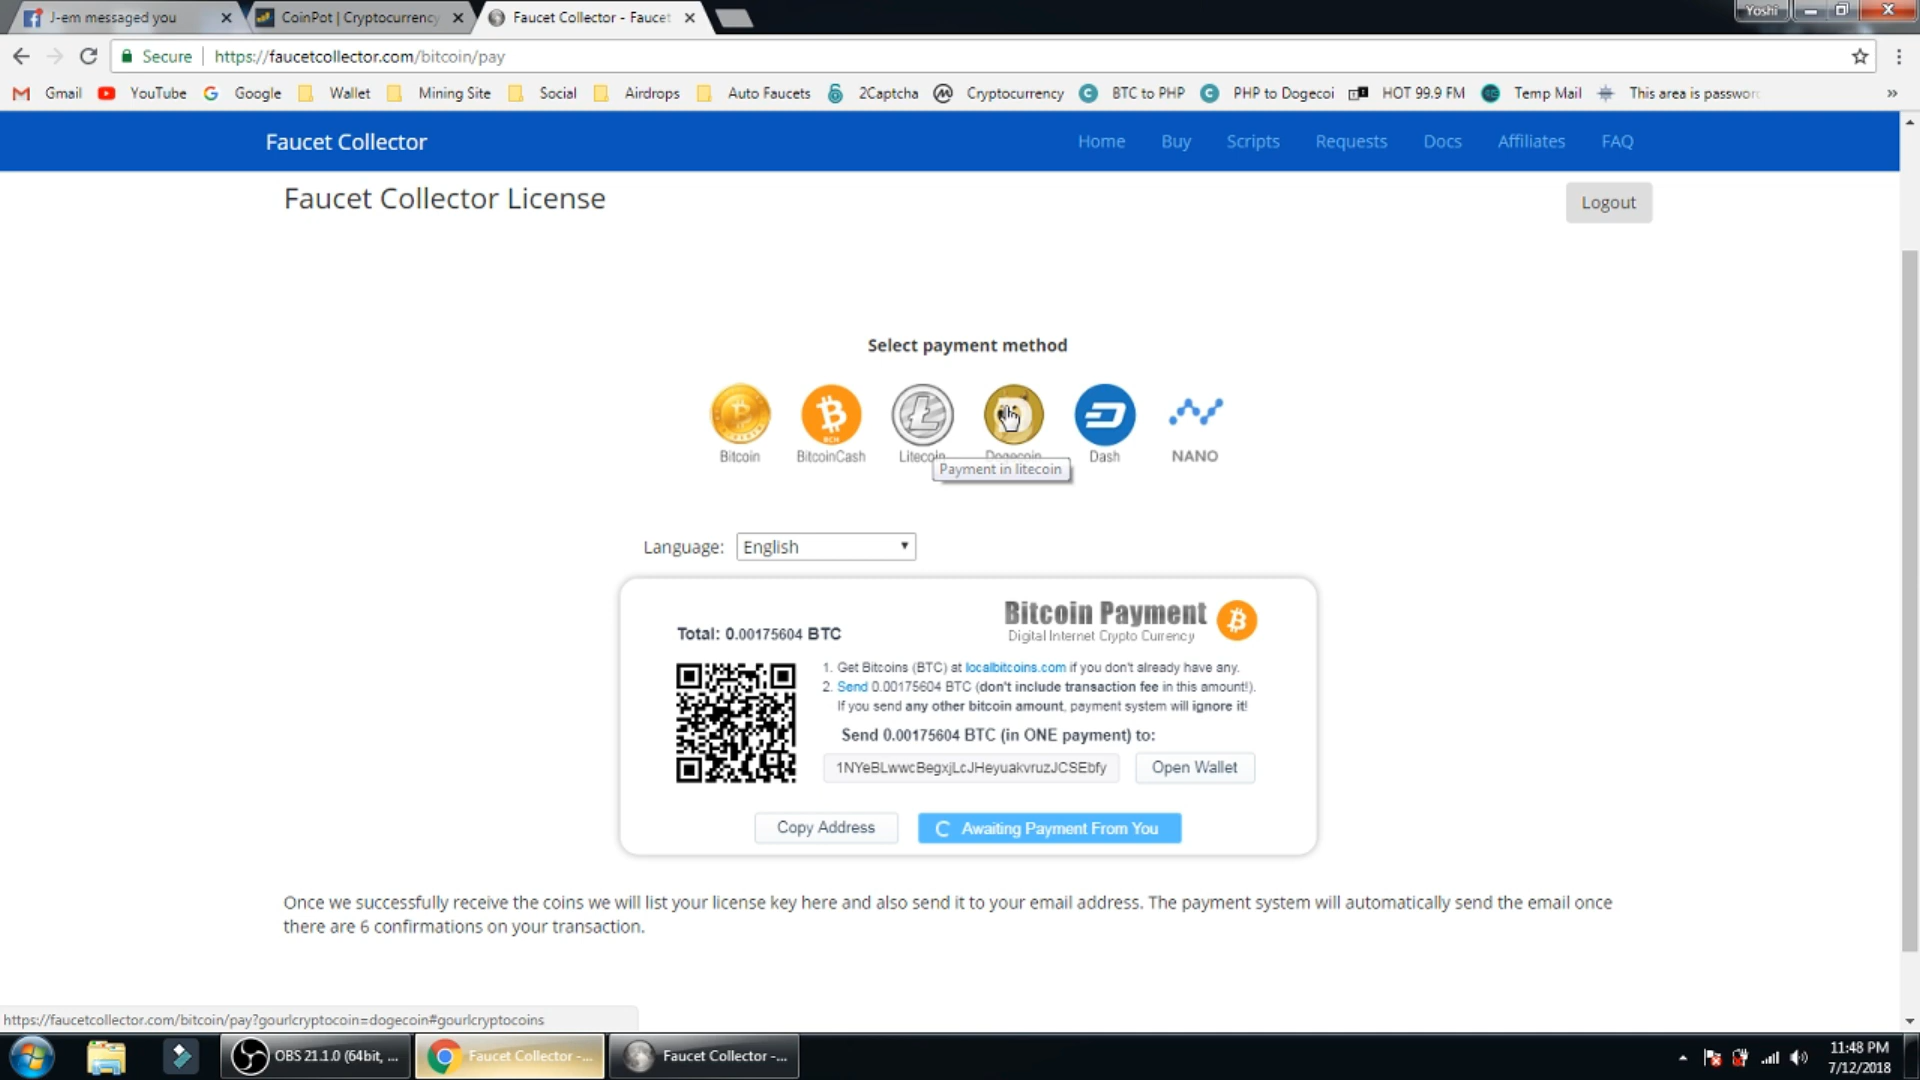 J-em messaged you
CoinPot | Cryptocurrency
Faucet Collector - Faucet
Yoshi
Secure
https://faucetcollector.com/bitcoin/pay
Gmail
YouTube
Google
Wallet
Mining Site
Social
Airdrops
Auto Faucets
2Captcha
Cryptocurrency
BTC to PHP
PHP to Dogecoi
HOT 99.9 FM
Temp Mail
This area is passwor
»
Faucet Collector
Home
Buy
Scripts
Requests
Docs
Affiliates
FAQ
Faucet Collector License
Logout
Select payment method
Bitcoin
BitcoinCash
Litecoin
Dogecoin
Dash
NANO
Payment in litecoin
Language:
English
Total: 0.00175604 BTC
Bitcoin Payment
Digital Internet Crypto Currency
1. Get Bitcoins (BTC) at localbitcoins.com if you don't already have any.
2. Send 0.00175604 BTC (don't include transaction fee in this amount!).
If you send any other bitcoin amount, payment system will ignore it!
Send 0.00175604 BTC (in ONE payment) to:
1NYeBLwwcBegxjLcJHeyuakvruzJCSEbfy
Open Wallet
Copy Address
Awaiting Payment From You
Once we successfully receive the coins we will list your license key here and also send it to your email address. The payment system will automatically send the email once
there are 6 confirmations on your transaction.
https://faucetcollector.com/bitcoin/pay?gourlcryptocoin=dogecoin#gourlcryptocoins
OBS 21.1.0 (64bit, ...
Faucet Collector -...
Faucet Collector -...
11:48 PM
7/12/2018